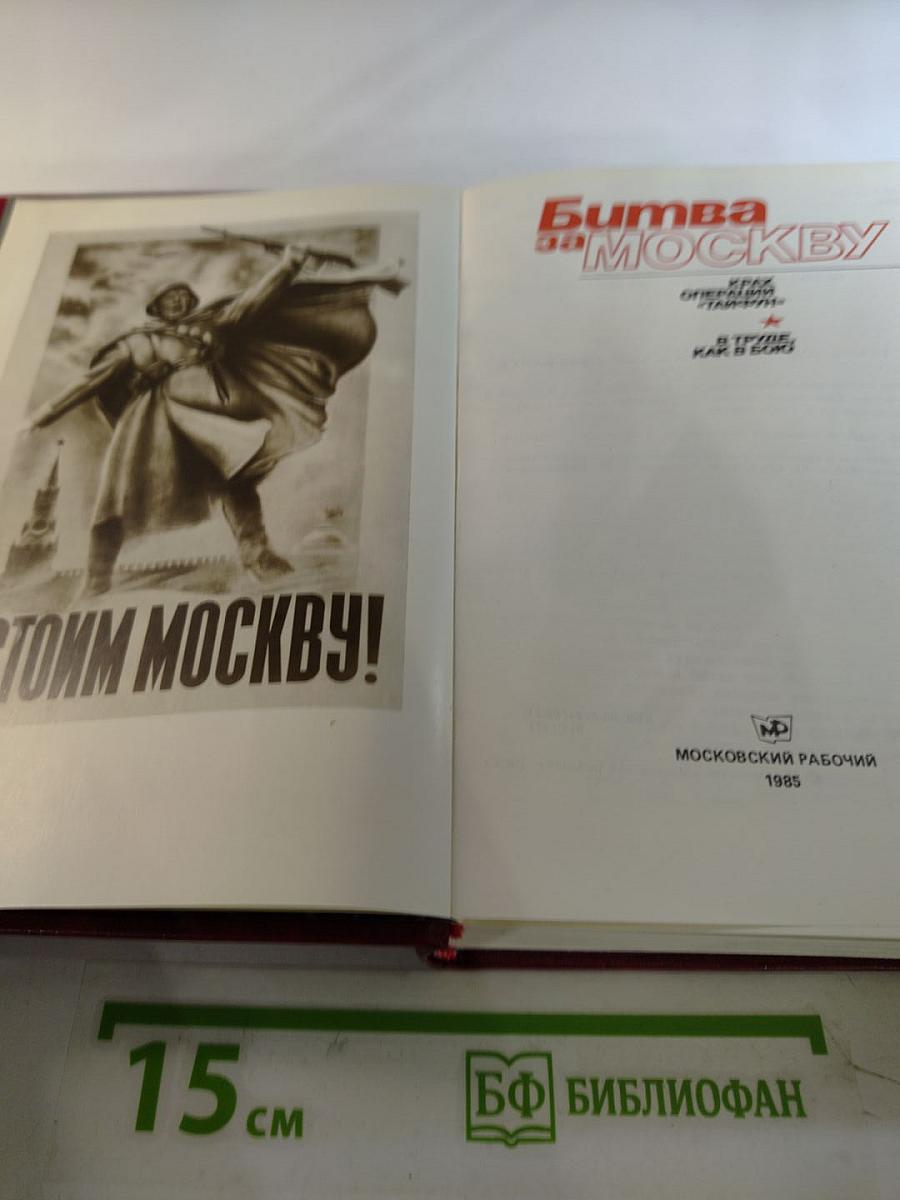 СТОИМ МОСКВУ!
Битва
за МОСКВУ
КРАХ
ОПЕРАЦИИ
«ТАЙФУН»
В ТРУДЕ,
КАК В БОЮ
МР
МОСКОВСКИЙ РАБОЧИЙ
1985
15 см
БФ БИБЛИОФАН